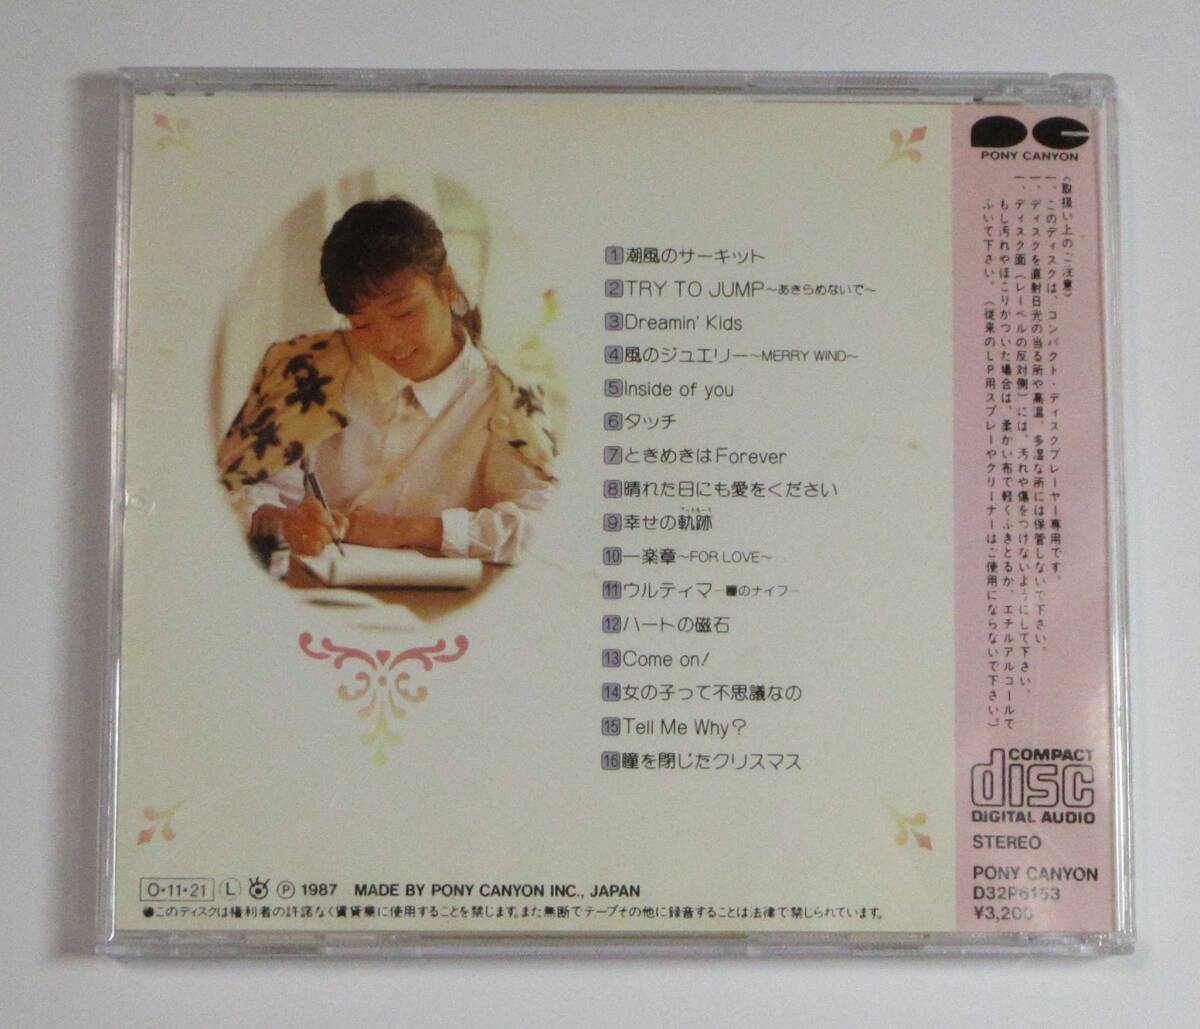 1 潮風のサーキット
2 TRY TO JUMP～あきらめないで～
3 Dreamin' Kids
4 風のジュエリー～MERRY WIND～
5 Inside of you
6 タッチ
7 ときめきはForever
8 晴れた日にも愛をください
9 幸せの軌跡
10 一楽章～FOR LOVE～
11 ウルティマ－瞳のナイフ－
12 ハートの磁石
13 Come on!
14 女の子って不思議なの
15 Tell Me Why?
16 瞳を閉じたクリスマス
O・11・21 L P 1987 MADE BY PONY CANYON INC., JAPAN
●このディスクは権利者の許諾なく賃貸業に使用することを禁じます。また無断でテープその他に録音することは法律で禁じられています。
PC
PONY CANYON
(取扱い上のご注意)
一、このディスクは、コンパクト・ディスクプレーヤー専用です。
一、ディスクを直射日光の当る所や高温、多湿な所には保管しないで下さい。
一、ディスク面(レーベルの反対側)には、汚れや傷をつけないようにして下さい。
もし汚れやほこりがついた場合は、柔かい布で軽くふきとるか、エチルアルコールで
ふいて下さい。(従来のLP用スプレーやクリーナーはご使用にならないで下さい。)
COMPACT
disc
DIGITAL AUDIO
STEREO
PONY CANYON
D32P6153
¥3,200